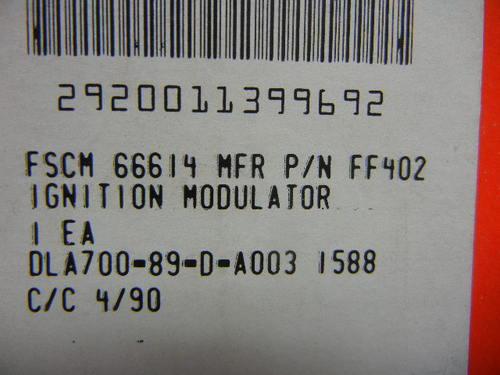 2920011399692
FSCM 66614 MFR P/N FF402
IGNITION MODULATOR
1 EA
DLA700-89-D-A003 1588
C/C 4/90